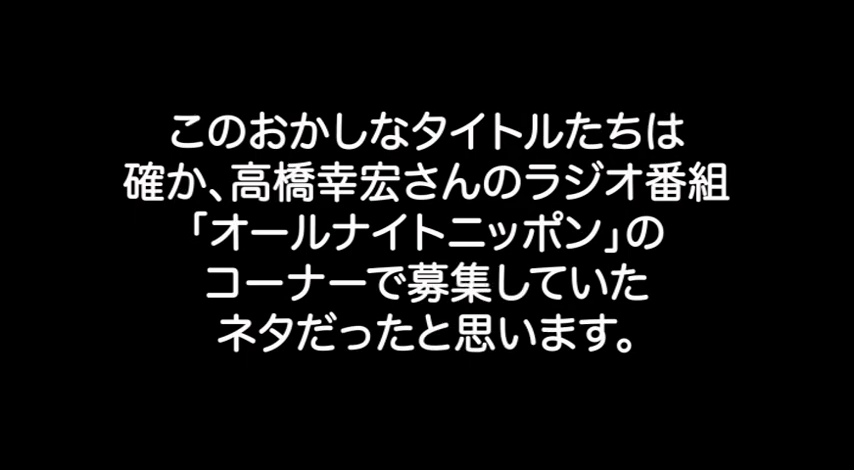 このおかしなタイトルたちは
確か、高橋幸宏さんのラジオ番組
「オールナイトニッポン」の
コーナーで募集していた
ネタだったと思います。